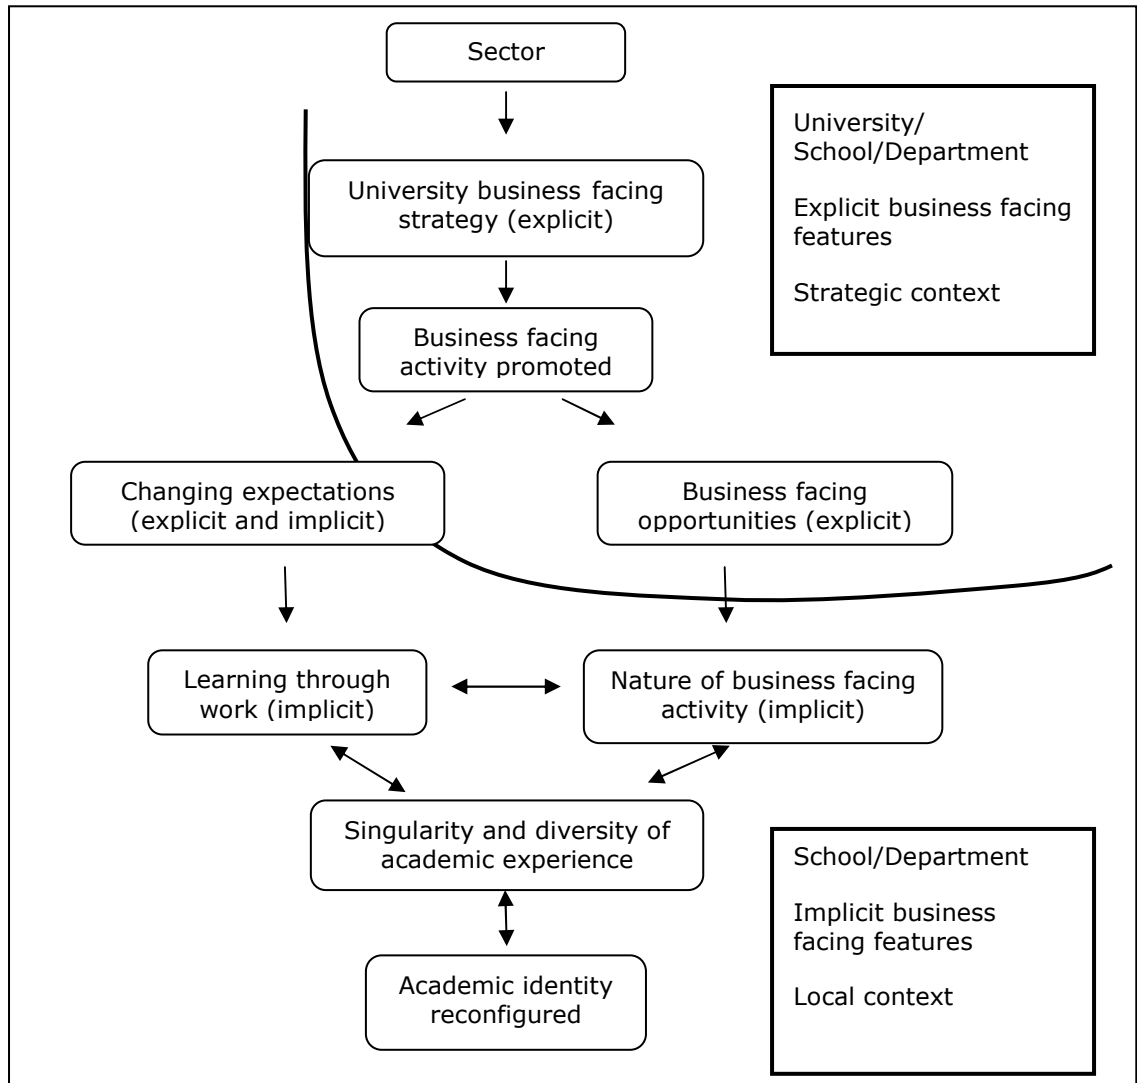 Sector
University/
School/Department
Explicit business facing
features
Strategic context
University business facing
strategy (explicit)
Business facing
activity promoted
Changing expectations
(explicit and implicit)
Business facing
opportunities (explicit)
Learning through
work (implicit)
Nature of business facing
activity (implicit)
Singularity and diversity of
academic experience
School/Department
Implicit business
facing features
Local context
Academic identity
reconfigured